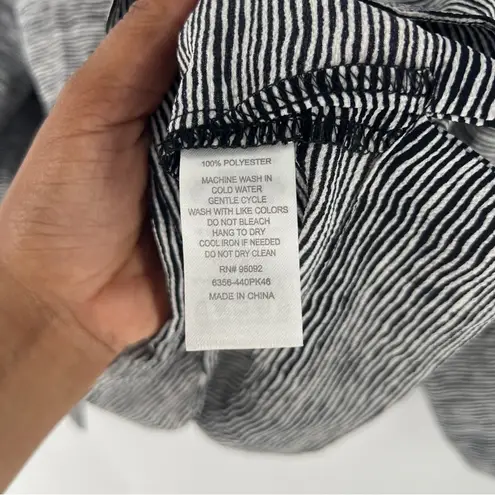 100% POLYESTER
MACHINE WASH IN
COLD WATER
GENTLE CYCLE
WASH WITH LIKE COLORS
DO NOT BLEACH
HANG TO DRY
COOL IRON IF NEEDED
DO NOT DRY CLEAN
RN# 96092
6356-440PK46
MADE IN CHINA